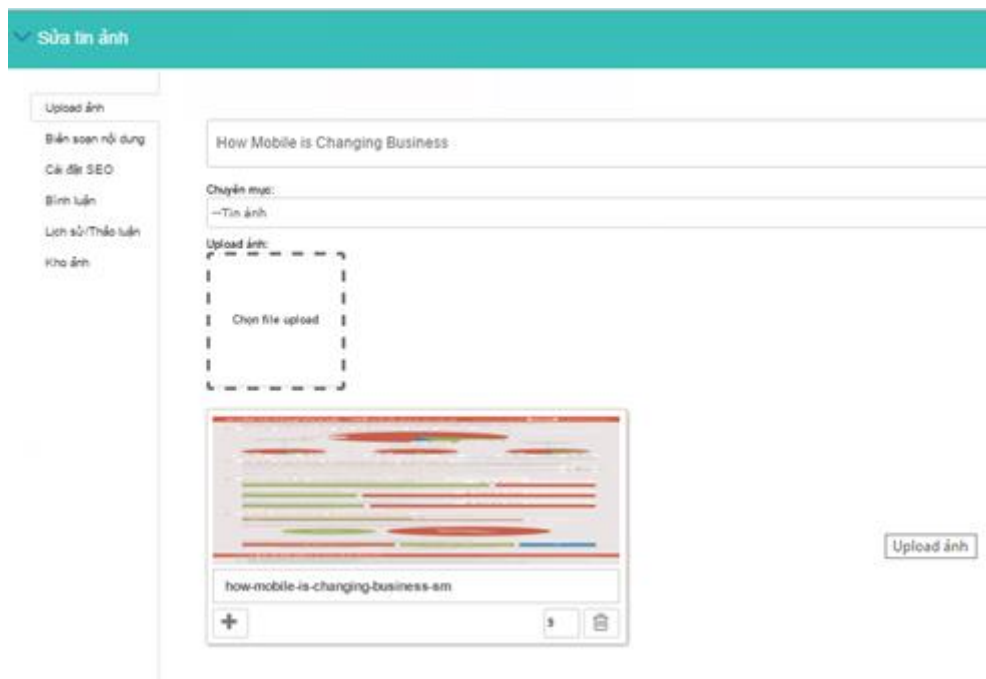 Sửa tin ảnh
Upload ảnh
Biên soạn nội dung
Cài đặt SEO
Bình luận
Lịch sử/Thảo luận
Kho ảnh
How Mobile is Changing Business
Chuyên mục:
--Tin ảnh
Upload ảnh:
Chọn file upload
how-mobile-is-changing-business-sm
Upload ảnh